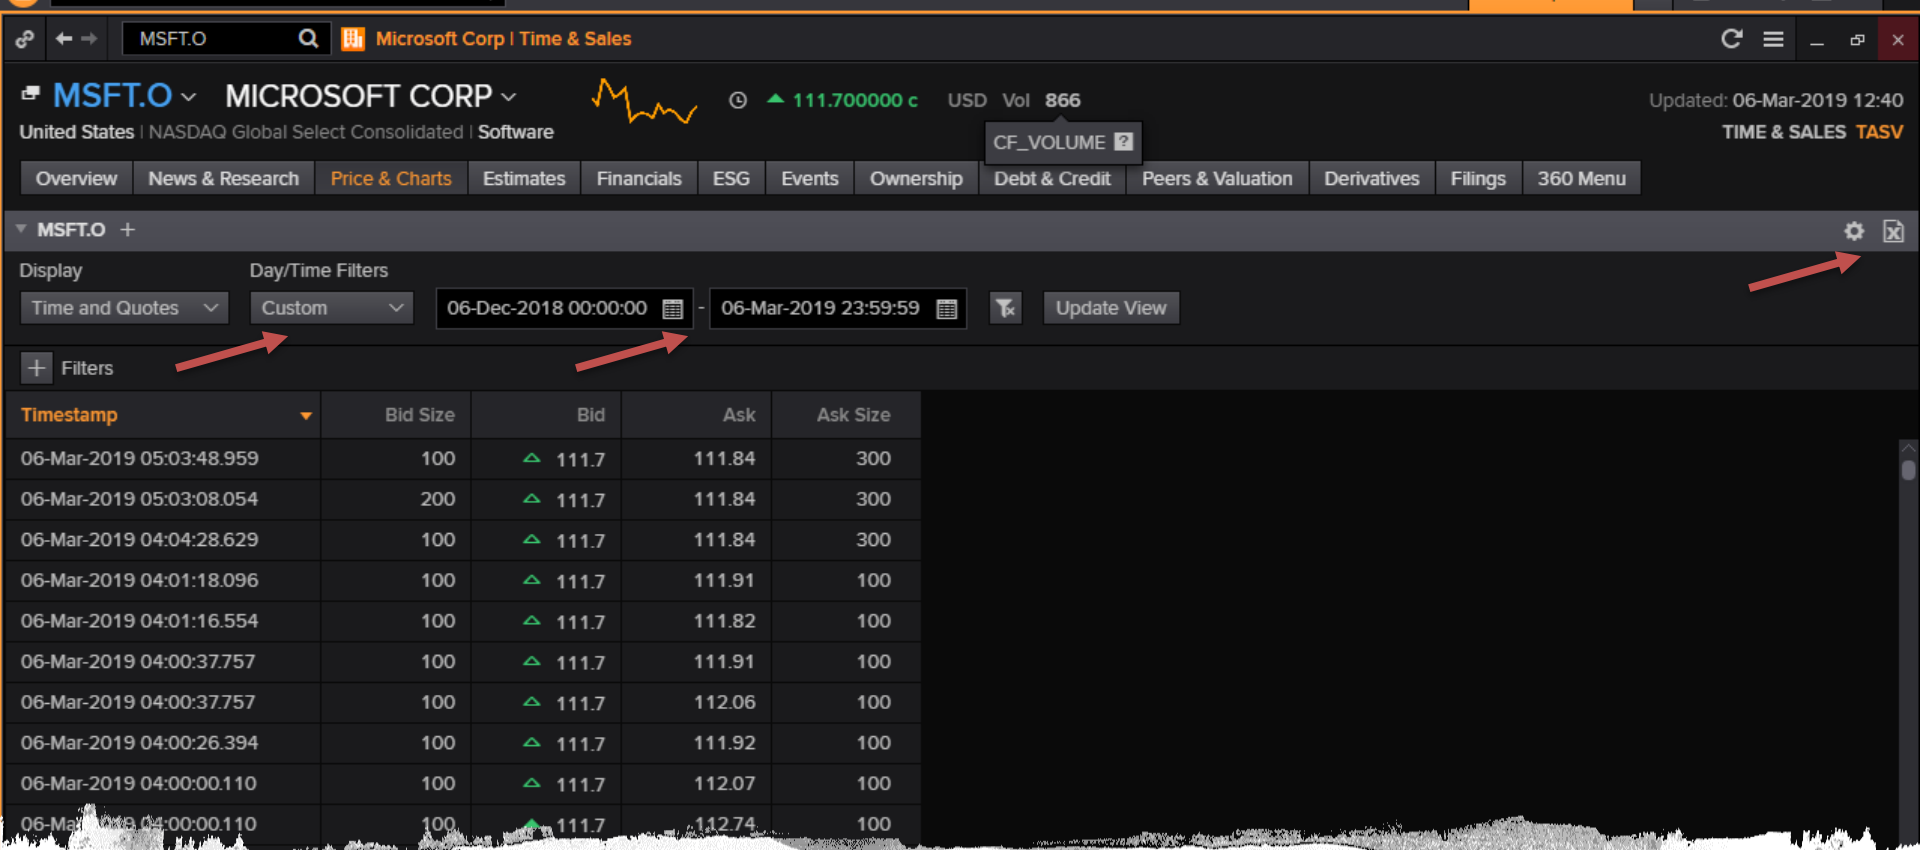 MSFT.O Microsoft Corp | Time & Sales
MSFT.O MICROSOFT CORP 111.700000 c USD Vol 866 Updated: 06-Mar-2019 12:40
United States | NASDAQ Global Select Consolidated | Software CF_VOLUME ? TIME & SALES TASV
Overview News & Research Price & Charts Estimates Financials ESG Events Ownership Debt & Credit Peers & Valuation Derivatives Filings 360 Menu
MSFT.O +
Display Day/Time Filters
Time and Quotes Custom 06-Dec-2018 00:00:00 - 06-Mar-2019 23:59:59 Update View
+ Filters
Timestamp Bid Size Bid Ask Ask Size
06-Mar-2019 05:03:48.959 100 111.7 111.84 300
06-Mar-2019 05:03:08.054 200 111.7 111.84 300
06-Mar-2019 04:04:28.629 100 111.7 111.84 300
06-Mar-2019 04:01:18.096 100 111.7 111.91 100
06-Mar-2019 04:01:16.554 100 111.7 111.82 100
06-Mar-2019 04:00:37.757 100 111.7 111.91 100
06-Mar-2019 04:00:37.757 100 111.7 112.06 100
06-Mar-2019 04:00:26.394 100 111.7 111.92 100
06-Mar-2019 04:00:00.110 100 111.7 112.07 100
04:00:00.110 100 111.7 112.74 100